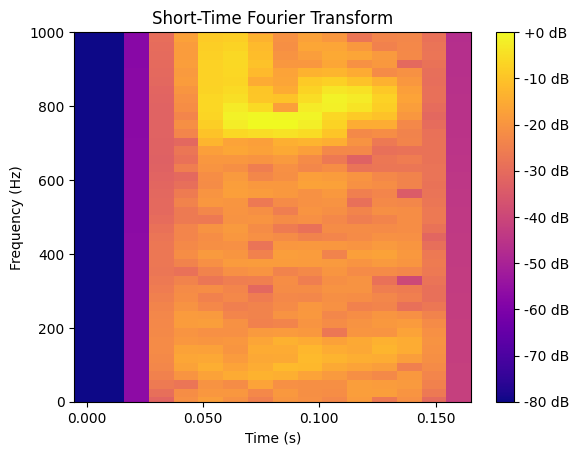 Short-Time Fourier Transform
1000
800
600
400
200
0
Frequency (Hz)
0.000
0.050
0.100
0.150
Time (s)
+0 dB
-10 dB
-20 dB
-30 dB
-40 dB
-50 dB
-60 dB
-70 dB
-80 dB